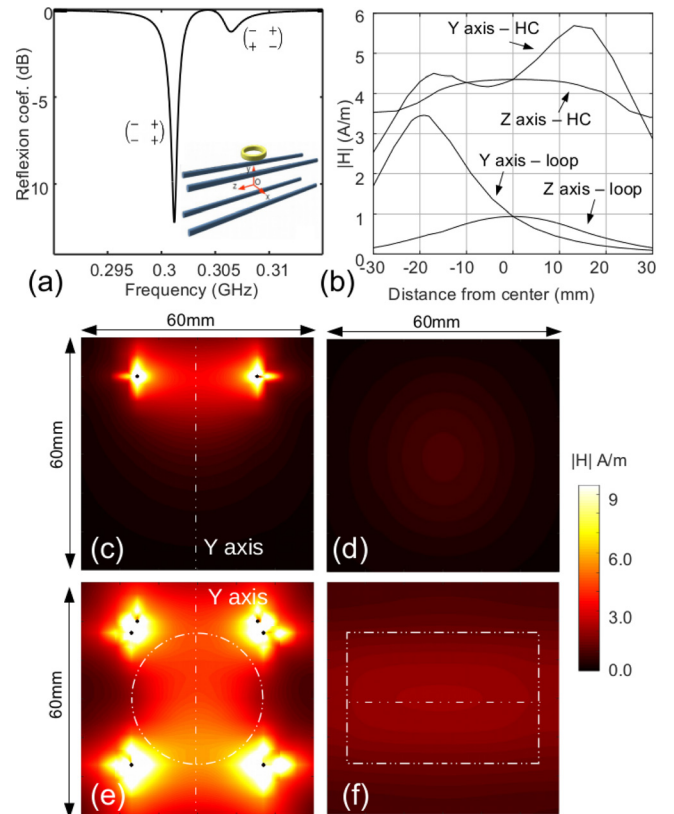 0
-5
10
Reflexion coef. (dB)
(− +
+ −)
(− +
− +)
y
z
O
x
0.295
0.3
0.305
0.31
Frequency (GHz)
(a)
6
5
4
3
2
1
0
|H| (A/m)
Y axis – HC
Z axis – HC
Y axis – loop
Z axis – loop
-30
-20
-10
0
10
20
30
Distance from center (mm)
(b)
60mm
60mm
60mm
(c)
Y axis
(d)
|H| A/m
9
6.0
3.0
0.0
60mm
Y axis
(e)
(f)